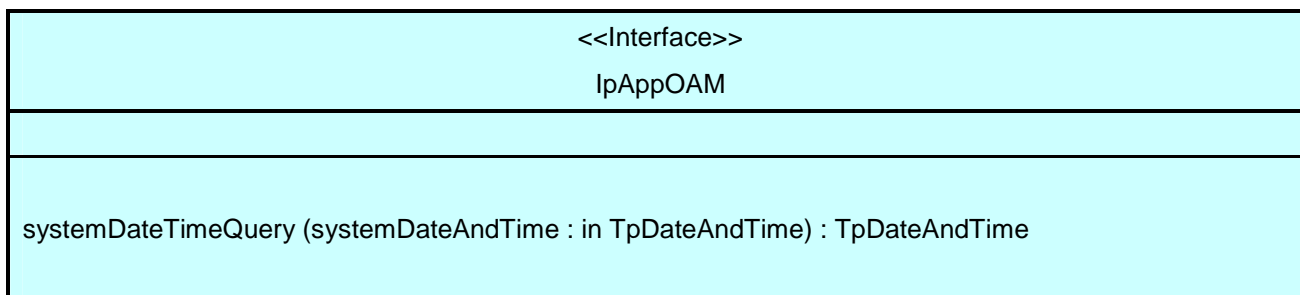 <<Interface>>
IpAppOAM
systemDateTimeQuery (systemDateAndTime : in TpDateAndTime) : TpDateAndTime